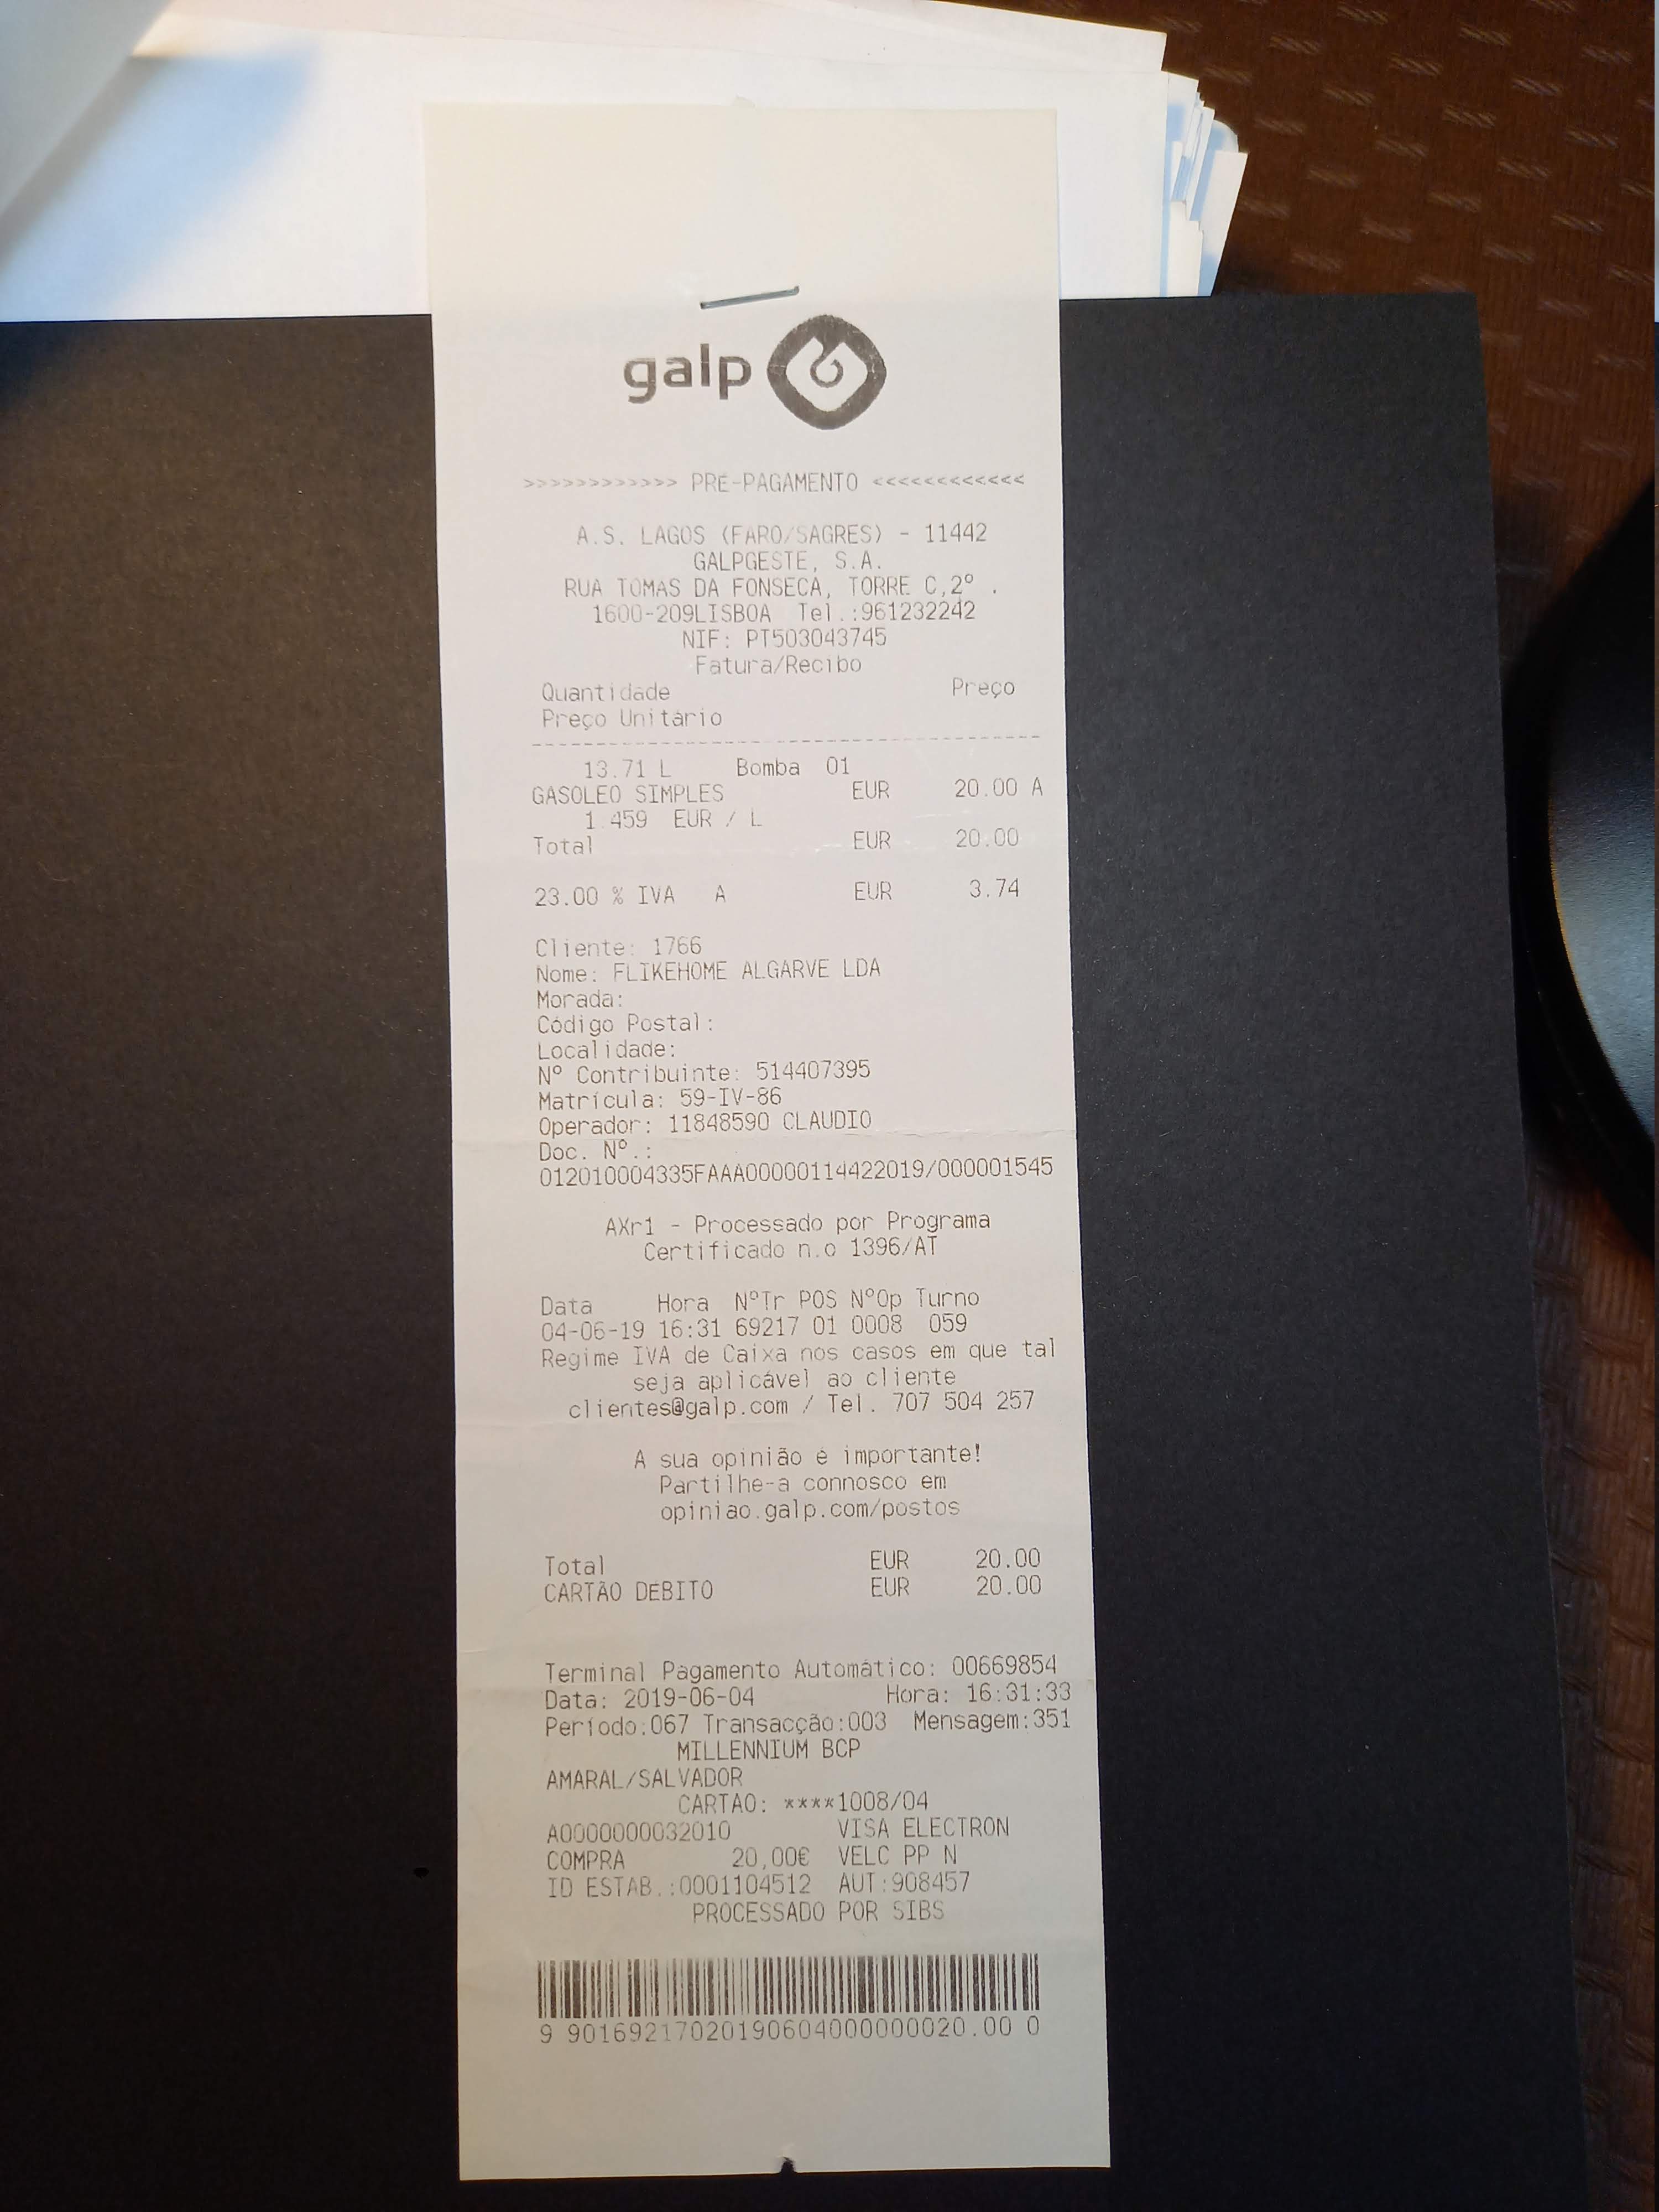 galp
>>>>>>>>>>>> PRE-PAGAMENTO <<<<<<<<<<<<
A.S. LAGOS (FARO/SAGRES) - 11442
GALPGESTE, S.A.
RUA TOMAS DA FONSECA, TORRE C,2º .
1600-209LISBOA Tel.:961232242
NIF: PT503043745
Fatura/Recibo
Quantidade Preço
Preço Unitário
13.71 L Bomba 01
GASOLEO SIMPLES EUR 20.00 A
1.459 EUR / L
Total EUR 20.00
23.00 % IVA A EUR 3.74
Cliente: 1766
Nome: FLIKEHOME ALGARVE LDA
Morada:
Código Postal:
Localidade:
Nº Contribuinte: 514407395
Matrícula: 59-IV-86
Operador: 11848590 CLAUDIO
Doc. Nº.:
012010004335FAAA00000114422019/000001545
AXr1 - Processado por Programa
Certificado n.o 1396/AT
Data Hora NºTr POS NºOp Turno
04-06-19 16:31 69217 01 0008 059
Regime IVA de Caixa nos casos em que tal
seja aplicável ao cliente
clientes@galp.com / Tel. 707 504 257
A sua opinião é importante!
Partilhe-a connosco em
opiniao.galp.com/postos
Total EUR 20.00
CARTÃO DEBITO EUR 20.00
Terminal Pagamento Automático: 00669854
Data: 2019-06-04 Hora: 16:31:33
Período:067 Transacção:003 Mensagem:351
MILLENNIUM BCP
AMARAL/SALVADOR
CARTAO: ****1008/04
A0000000032010 VISA ELECTRON
COMPRA 20,00€ VELC PP N
ID ESTAB.:0001104512 AUT:908457
PROCESSADO POR SIBS
9 901692170201906040000000020.00 0